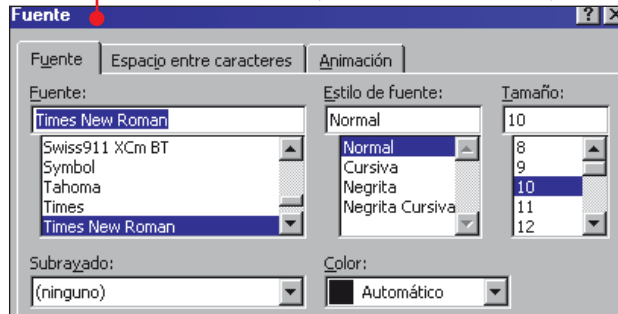 Fuente
Fuente Espacio entre caracteres Animación
Fuente: Estilo de fuente: Tamaño:
Times New Roman Normal 10
Swiss911 XCm BT Normal 8
Symbol Cursiva 9
Tahoma Negrita 10
Times Negrita Cursiva 11
Times New Roman 12
Subrayado: Color:
(ninguno) Automático